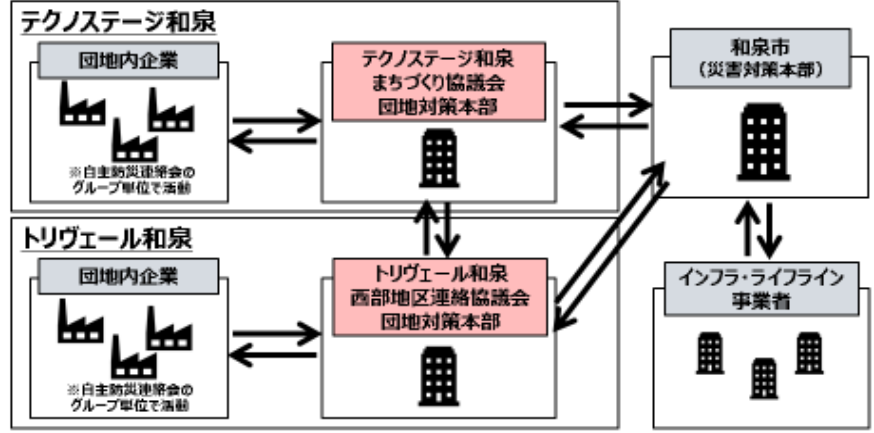 テクノステージ和泉
団地内企業
※自主防災連絡会の
グループ単位で活動
テクノステージ和泉
まちづくり協議会
団地対策本部
和泉市
（災害対策本部）
トリヴェール和泉
団地内企業
※自主防災連絡会の
グループ単位で活動
トリヴェール和泉
西部地区連絡協議会
団地対策本部
インフラ・ライフライン
事業者